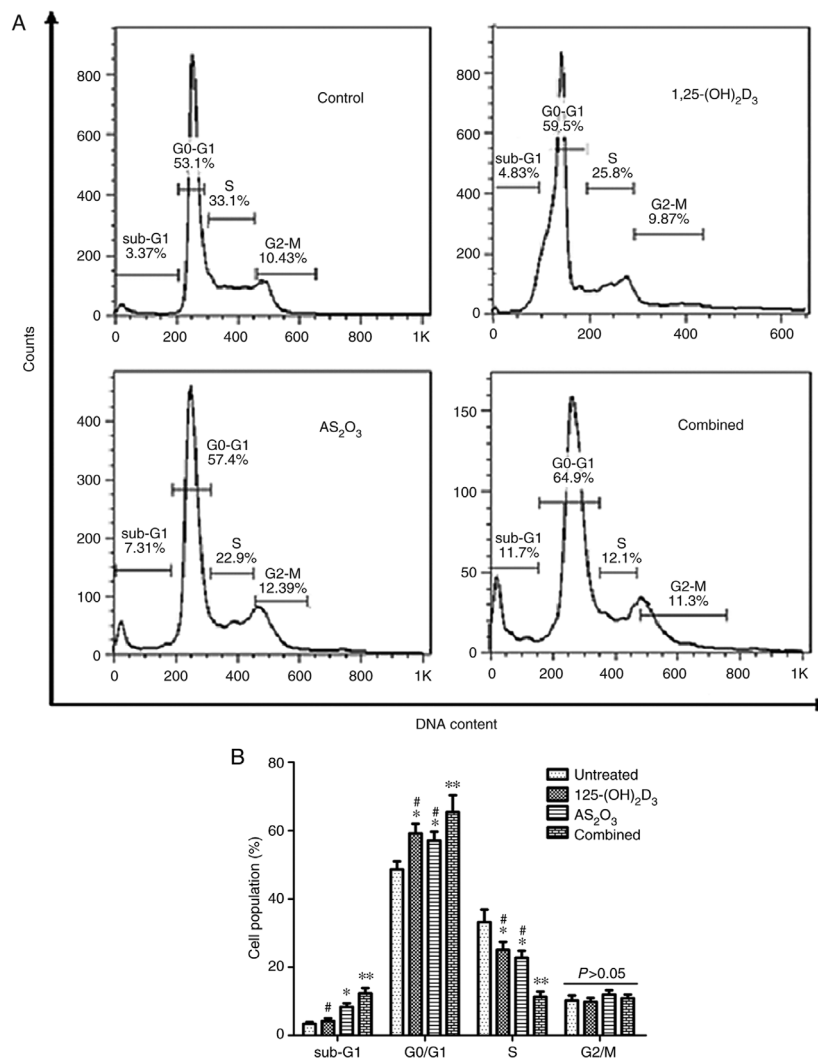 A
Counts
Control
800
600
400
200
0
sub-G1
3.37%
G0-G1
53.1%
S
33.1%
G2-M
10.43%
0 200 400 600 800 1K
1,25-(OH)₂D₃
800
600
400
200
0
sub-G1
4.83%
G0-G1
59.5%
S
25.8%
G2-M
9.87%
0 200 400 600
AS₂O₃
400
300
200
100
0
sub-G1
7.31%
G0-G1
57.4%
S
22.9%
G2-M
12.39%
0 200 400 600 800 1K
Combined
150
100
50
0
sub-G1
11.7%
G0-G1
64.9%
S
12.1%
G2-M
11.3%
0 200 400 600 800 1K
DNA content
B
Cell population (%)
80
60
40
20
0
Untreated
125-(OH)₂D₃
AS₂O₃
Combined
#
*
**
#
*
#
*
**
#
*
#
*
**
P>0.05
sub-G1 G0/G1 S G2/M